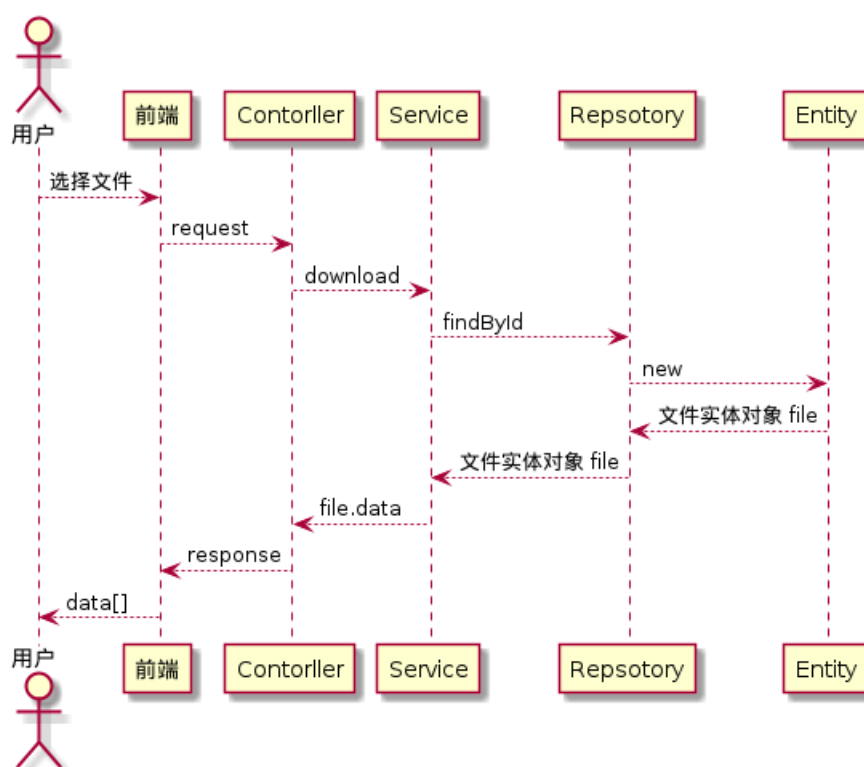 用户
前端
Contorller
Service
Repsotory
Entity
选择文件
request
download
findById
new
文件实体对象 file
文件实体对象 file
file.data
response
data[]
用户
前端
Contorller
Service
Repsotory
Entity